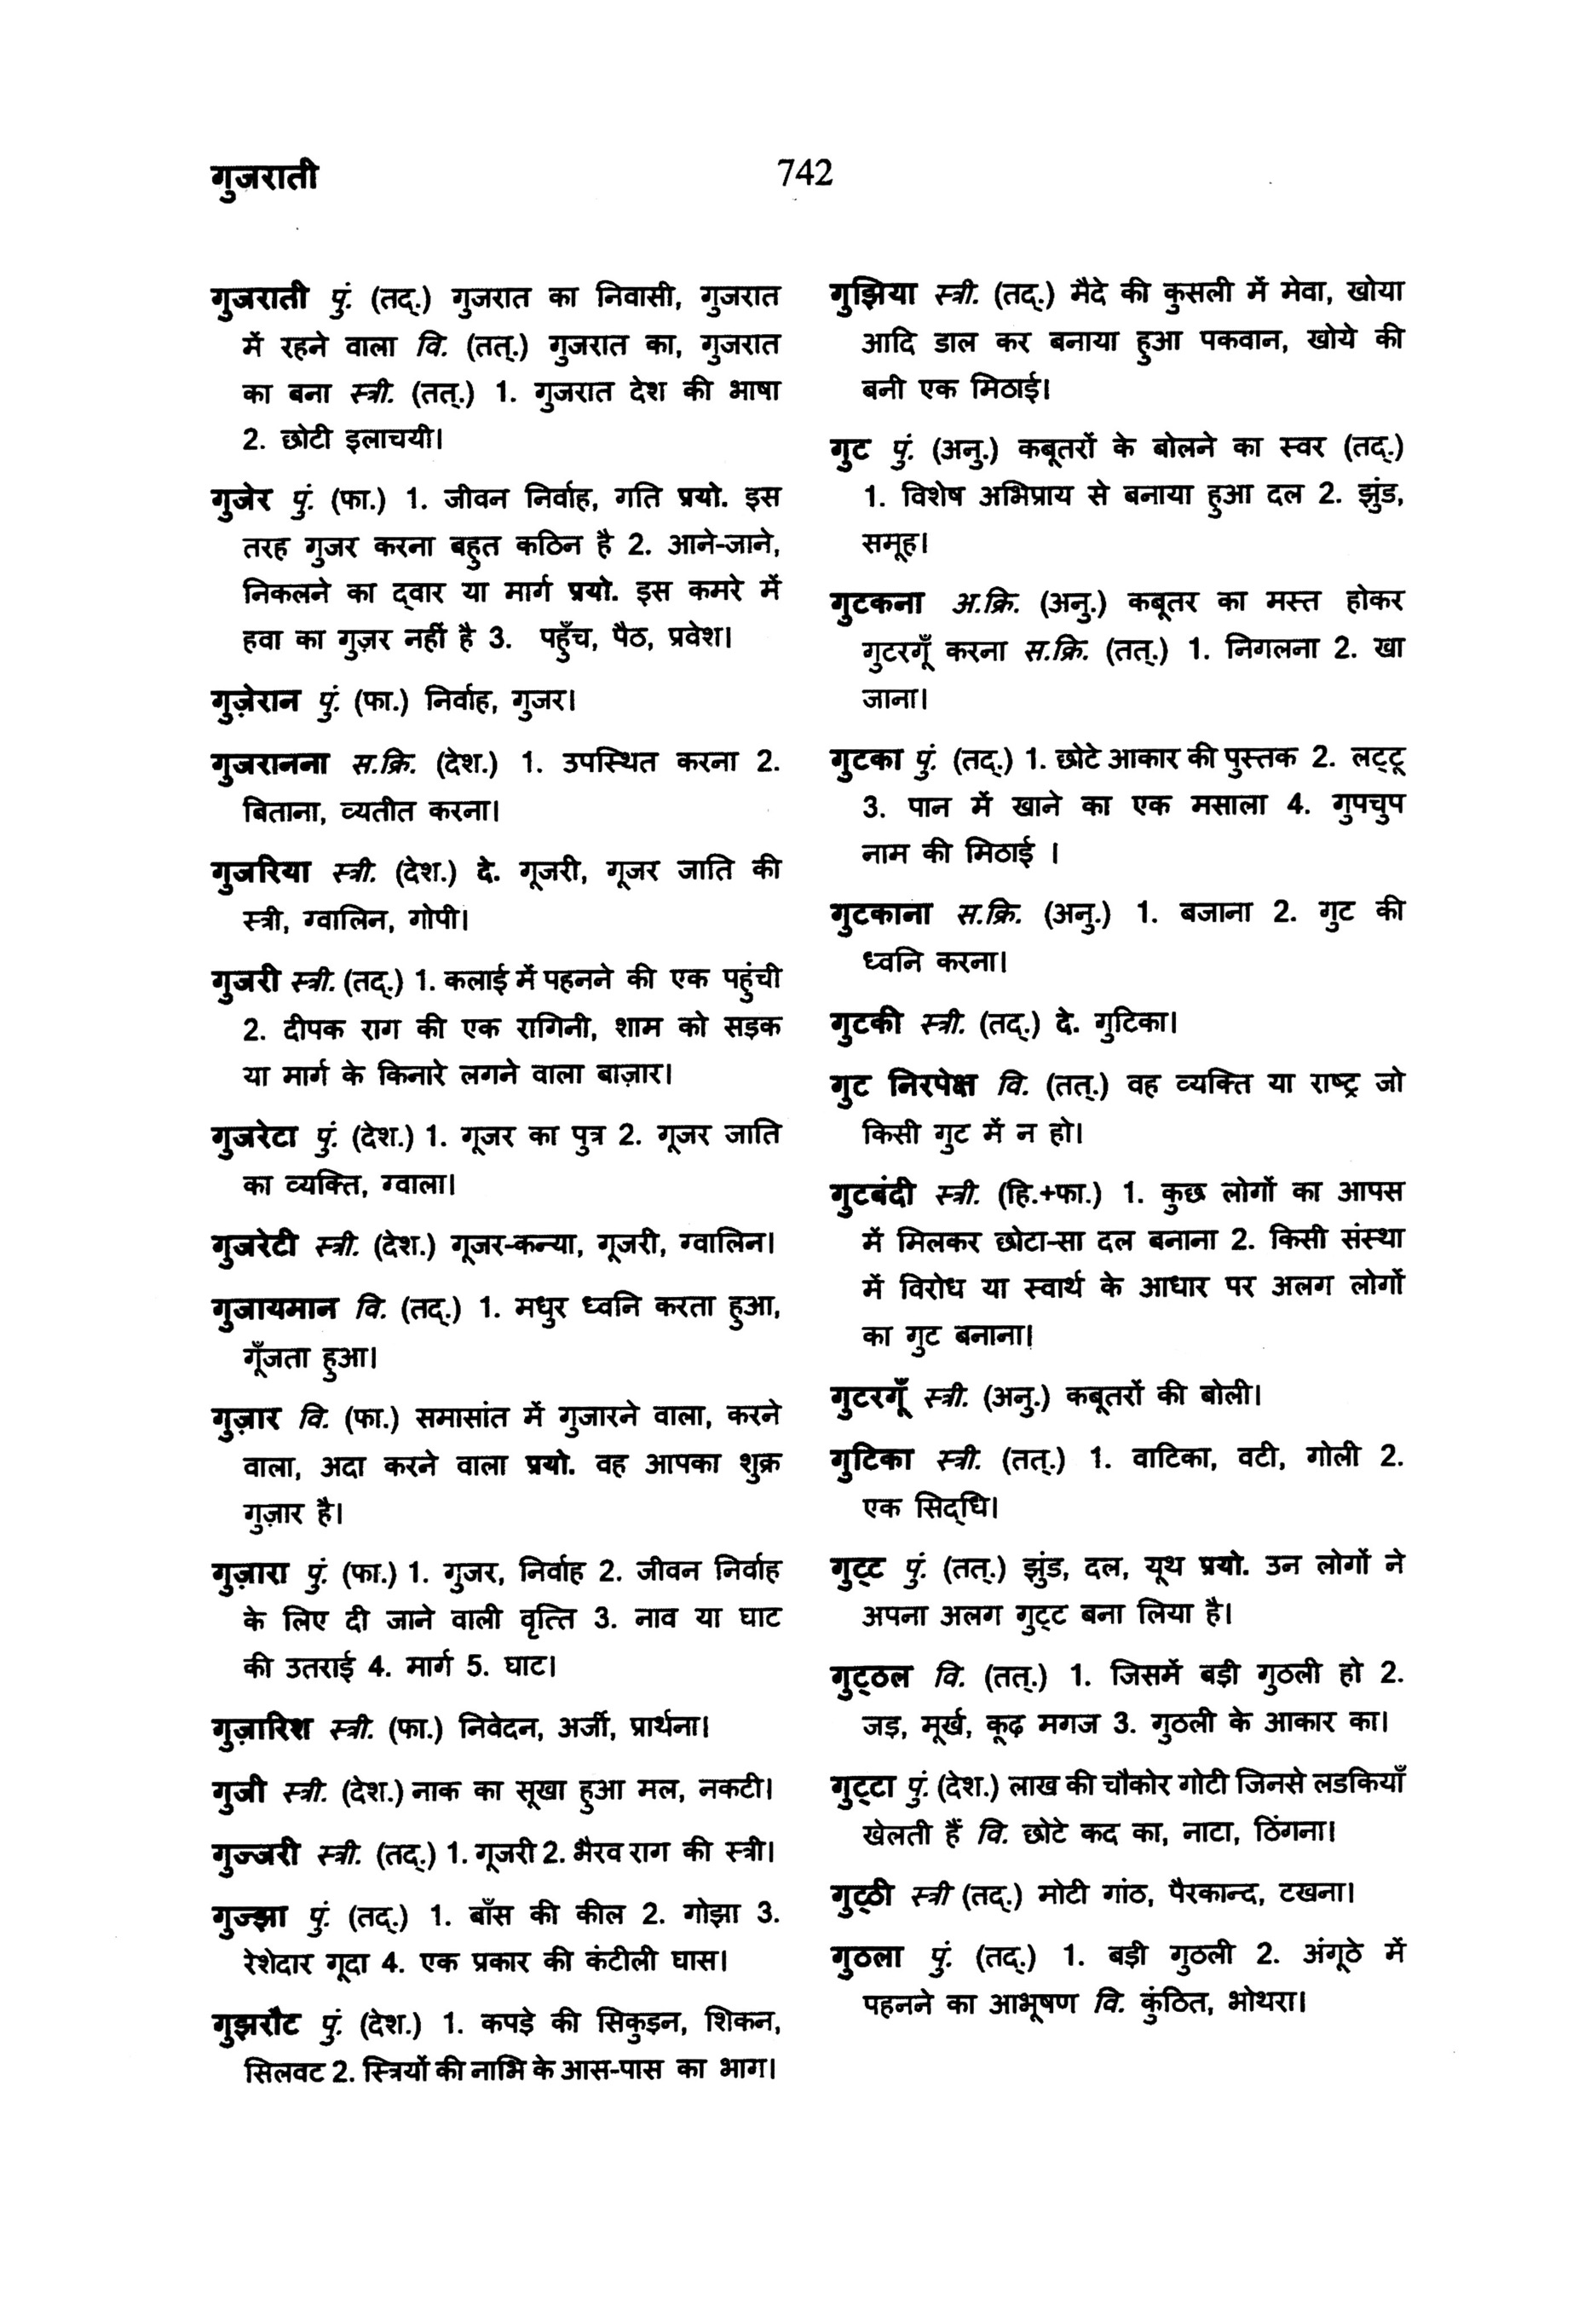 गुजराती
742
गुजराती पुं. (तद्.) गुजरात का निवासी, गुजरात
में रहने वाला वि. (तत्.) गुजरात का, गुजरात
का बना स्त्री. (तत्.) 1. गुजरात देश की भाषा
2. छोटी इलाचयी।
गुजेर पुं. (फा.) 1. जीवन निर्वाह, गति प्रयो. इस
तरह गुजर करना बहुत कठिन है 2. आने-जाने,
निकलने का द्वार या मार्ग प्रयो. इस कमरे में
हवा का गुज़र नहीं है 3. पहुँच, पैठ, प्रवेश।
गुज़ेरान पुं. (फा.) निर्वाह, गुजर।
गुजरानना स.क्रि. (देश.) 1. उपस्थित करना 2.
बिताना, व्यतीत करना।
गुजरिया स्त्री. (देश.) दे. गूजरी, गूजर जाति की
स्त्री, ग्वालिन, गोपी।
गुजरी स्त्री. (तद्.) 1. कलाई में पहनने की एक पहुंची
2. दीपक राग की एक रागिनी, शाम को सड़क
या मार्ग के किनारे लगने वाला बाज़ार।
गुजरेटा पुं. (देश.) 1. गूजर का पुत्र 2. गूजर जाति
का व्यक्ति, ग्वाला।
गुजरेटी स्त्री. (देश.) गूजर-कन्या, गूजरी, ग्वालिन।
गुजायमान वि. (तद्.) 1. मधुर ध्वनि करता हुआ,
गूँजता हुआ।
गुज़ार वि. (फा.) समासांत में गुजारने वाला, करने
वाला, अदा करने वाला प्रयो. वह आपका शुक्र
गुज़ार है।
गुज़ारा पुं. (फा.) 1. गुजर, निर्वाह 2. जीवन निर्वाह
के लिए दी जाने वाली वृत्ति 3. नाव या घाट
की उतराई 4. मार्ग 5. घाट।
गुज़ारिश स्त्री. (फा.) निवेदन, अर्जी, प्रार्थना।
गुजी स्त्री. (देश.) नाक का सूखा हुआ मल, नकटी।
गुज्जरी स्त्री. (तद्.) 1. गूजरी 2. भैरव राग की स्त्री।
गुज्झा पुं. (तद्.) 1. बाँस की कील 2. गोझा 3.
रेशेदार गूदा 4. एक प्रकार की कंटीली घास।
गुझरौट पुं. (देश.) 1. कपड़े की सिकुड़न, शिकन,
सिलवट 2. स्त्रियों की नाभि के आस-पास का भाग।
गुझिया स्त्री. (तद्.) मैदे की कुसली में मेवा, खोया
आदि डाल कर बनाया हुआ पकवान, खोये की
बनी एक मिठाई।
गुट पुं. (अनु.) कबूतरों के बोलने का स्वर (तद्.)
1. विशेष अभिप्राय से बनाया हुआ दल 2. झुंड,
समूह।
गुटकना अ.क्रि. (अनु.) कबूतर का मस्त होकर
गुटरगूँ करना स.क्रि. (तत्.) 1. निगलना 2. खा
जाना।
गुटका पुं. (तद्.) 1. छोटे आकार की पुस्तक 2. लट्टू
3. पान में खाने का एक मसाला 4. गुपचुप
नाम की मिठाई ।
गुटकाना स.क्रि. (अनु.) 1. बजाना 2. गुट की
ध्वनि करना।
गुटकी स्त्री. (तद्.) दे. गुटिका।
गुट निरपेक्ष वि. (तत्.) वह व्यक्ति या राष्ट्र जो
किसी गुट में न हो।
गुटबंदी स्त्री. (हि.+फा.) 1. कुछ लोगों का आपस
में मिलकर छोटा-सा दल बनाना 2. किसी संस्था
में विरोध या स्वार्थ के आधार पर अलग लोगों
का गुट बनाना।
गुटरगूँ स्त्री. (अनु.) कबूतरों की बोली।
गुटिका स्त्री. (तत्.) 1. वाटिका, वटी, गोली 2.
एक सिद्धि।
गुट्ट पुं. (तत्.) झुंड, दल, यूथ प्रयो. उन लोगों ने
अपना अलग गुट्ट बना लिया है।
गुट्ठल वि. (तत्.) 1. जिसमें बड़ी गुठली हो 2.
जड़, मूर्ख, कूढ़ मगज 3. गुठली के आकार का।
गुट्टा पुं. (देश.) लाख की चौकोर गोटी जिनसे लडकियाँ
खेलती हैं वि. छोटे कद का, नाटा, ठिंगना।
गुट्ठी स्त्री (तद्.) मोटी गांठ, पैरकान्द, टखना।
गुठला पुं. (तद्.) 1. बड़ी गुठली 2. अंगूठे में
पहनने का आभूषण वि. कुंठित, भोथरा।